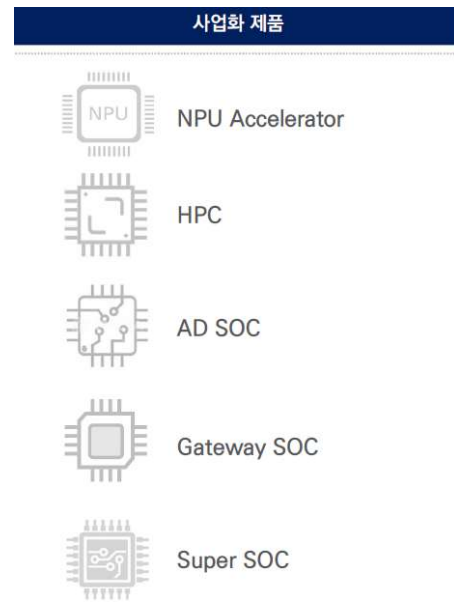 사업화 제품
NPU
NPU Accelerator
HPC
AD SOC
Gateway SOC
Super SOC